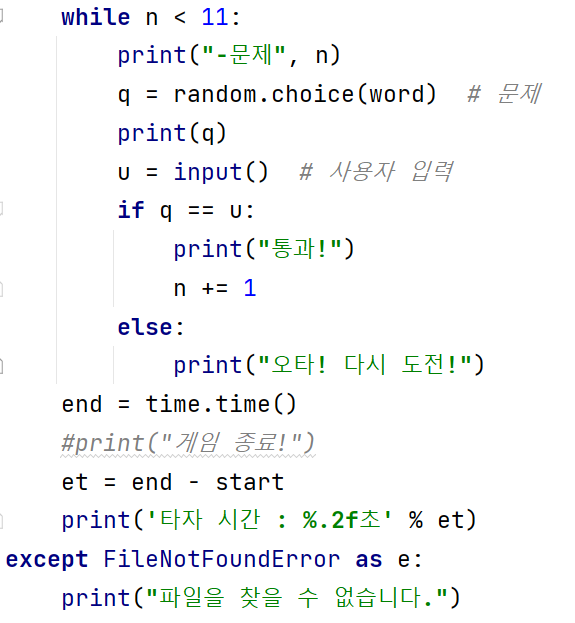 while n < 11:
print("-문제", n)
q = random.choice(word)  # 문제
print(q)
u = input()  # 사용자 입력
if q == u:
print("통과!")
n += 1
else:
print("오타! 다시 도전!")
end = time.time()
#print("게임 종료!")
et = end - start
print('타자 시간 : %.2f초' % et)
except FileNotFoundError as e:
print("파일을 찾을 수 없습니다.")